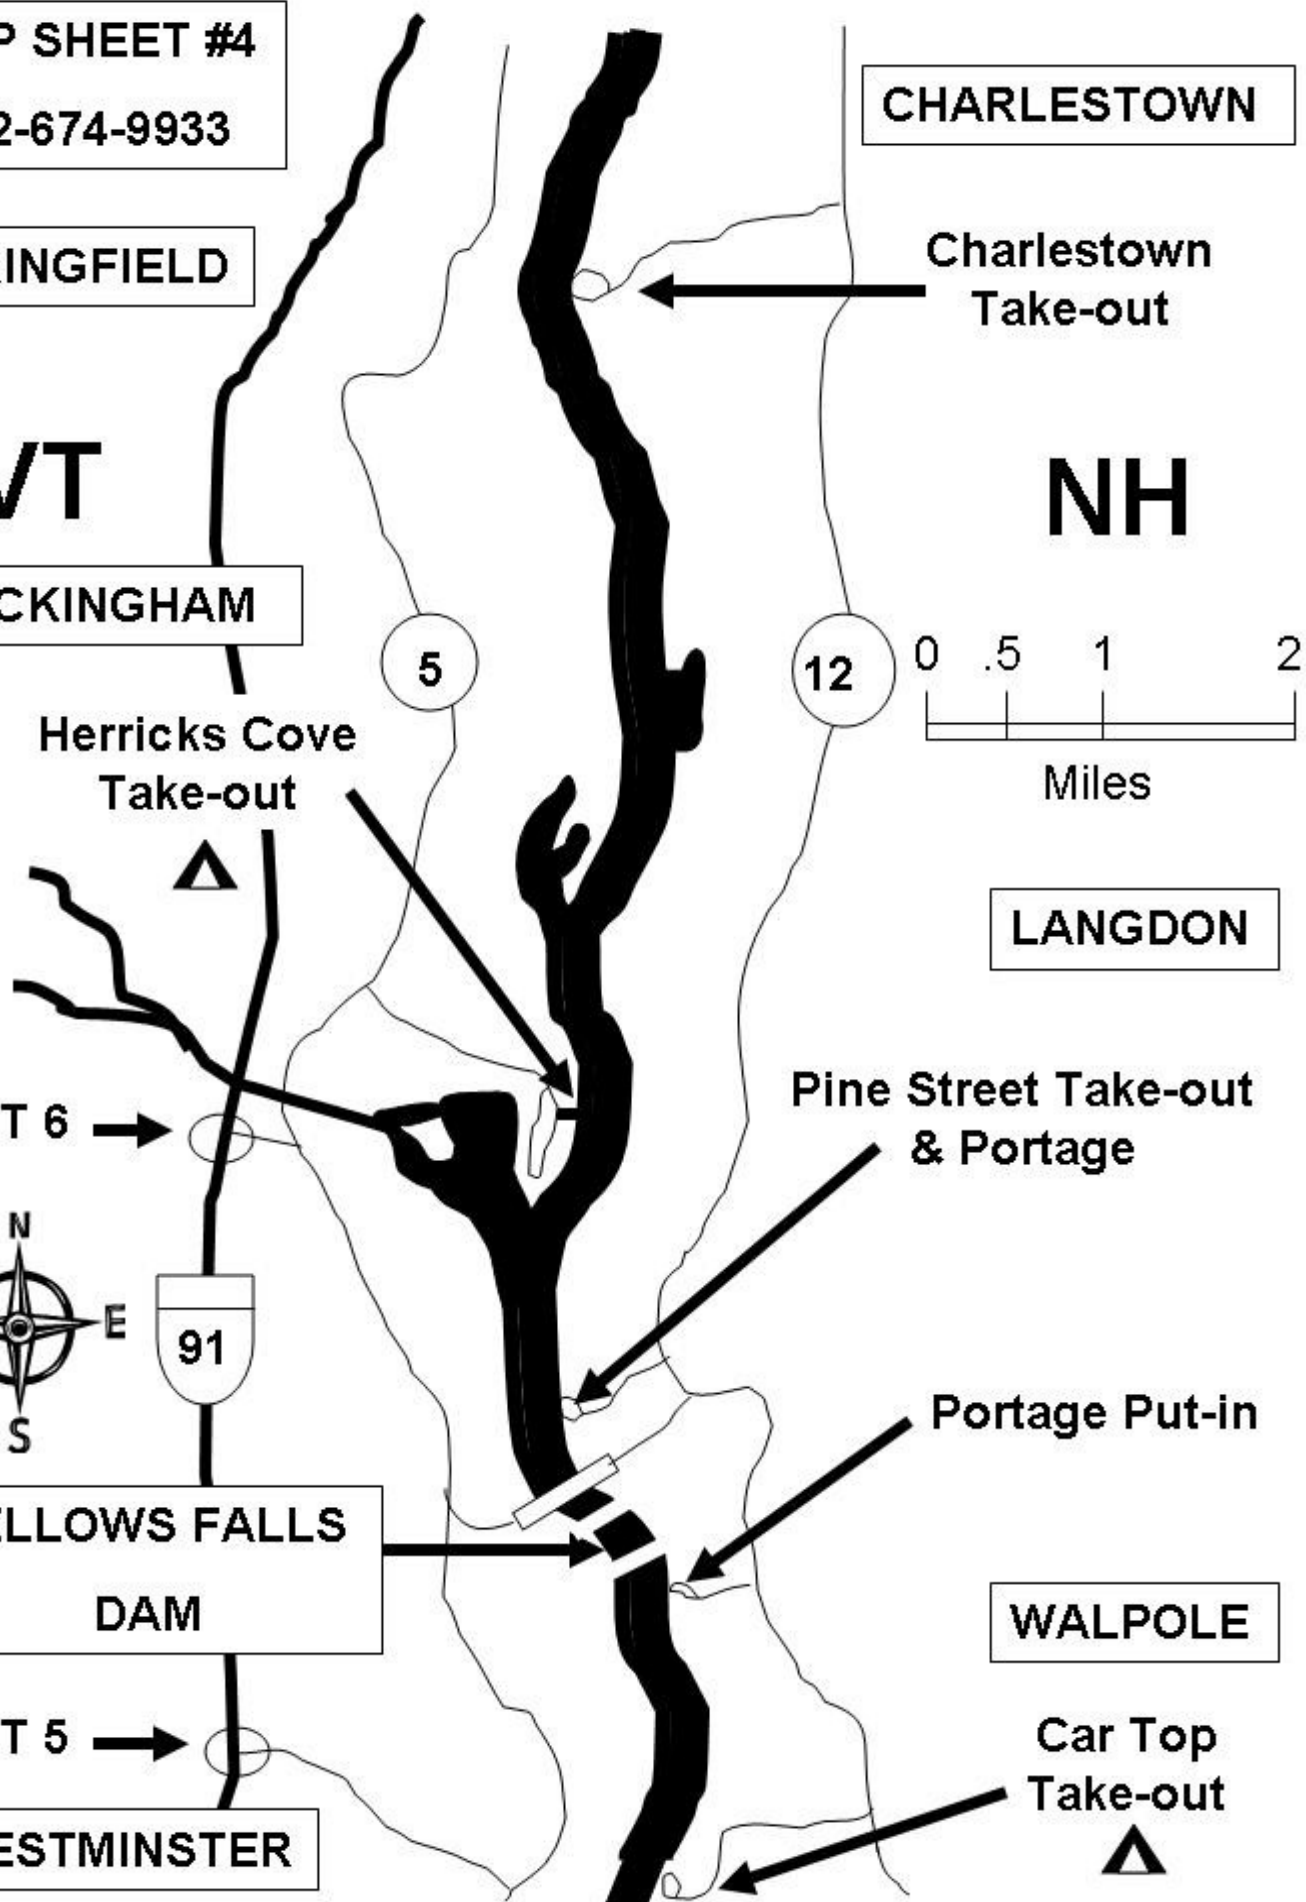 P SHEET #4
2-674-9933
CHARLESTOWN
INGFIELD
Charlestown
Take-out
VT
NH
CKINGHAM
5
12
0 .5 1 2
Miles
Herricks Cove
Take-out
LANGDON
Pine Street Take-out
& Portage
T 6
N
E
S
91
Portage Put-in
ELLOWS FALLS
DAM
WALPOLE
T 5
Car Top
Take-out
ESTMINSTER